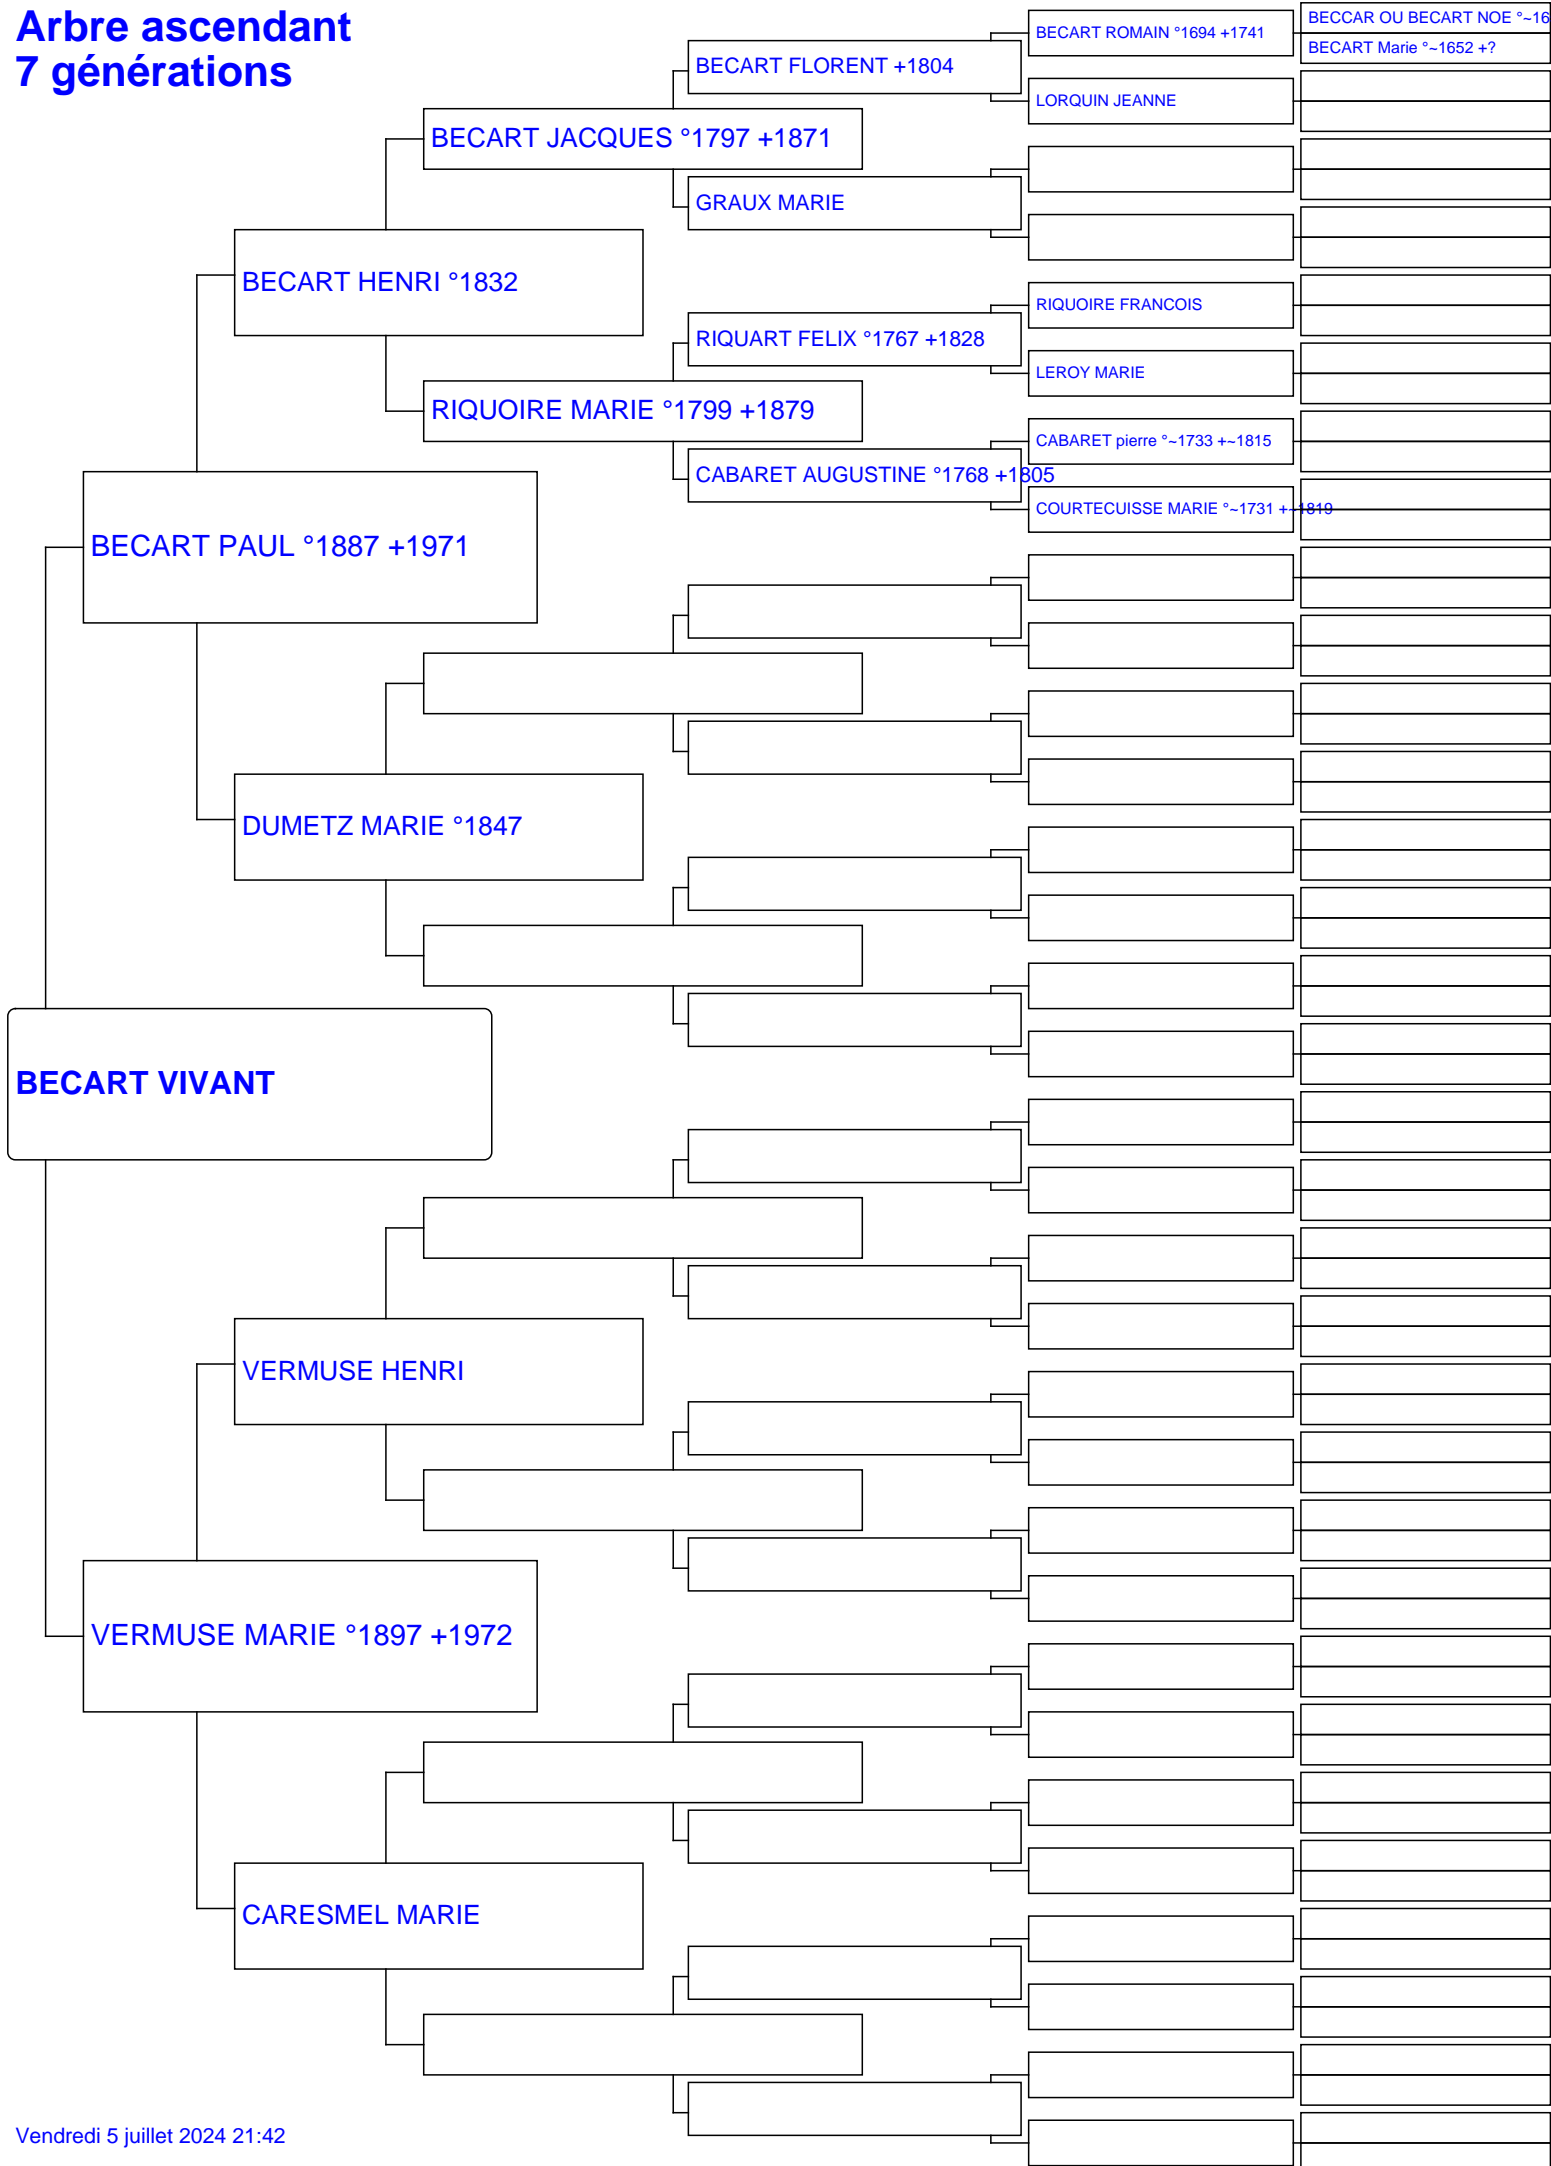 Arbre ascendant
7 générations
BECART VIVANT
BECART PAUL °1887 +1971
VERMUSE MARIE °1897 +1972
BECART HENRI °1832
DUMETZ MARIE °1847
VERMUSE HENRI
CARESMEL MARIE
BECART JACQUES °1797 +1871
RIQUOIRE MARIE °1799 +1879
BECART FLORENT +1804
GRAUX MARIE
RIQUART FELIX °1767 +1828
CABARET AUGUSTINE °1768 +1805
BECART ROMAIN °1694 +1741
LORQUIN JEANNE
RIQUOIRE FRANCOIS
LEROY MARIE
CABARET pierre °~1733 +~1815
COURTECUISSE MARIE °~1731 +~1819
BECCAR OU BECART NOE °~16
BECART Marie °~1652 +?
Vendredi 5 juillet 2024 21:42